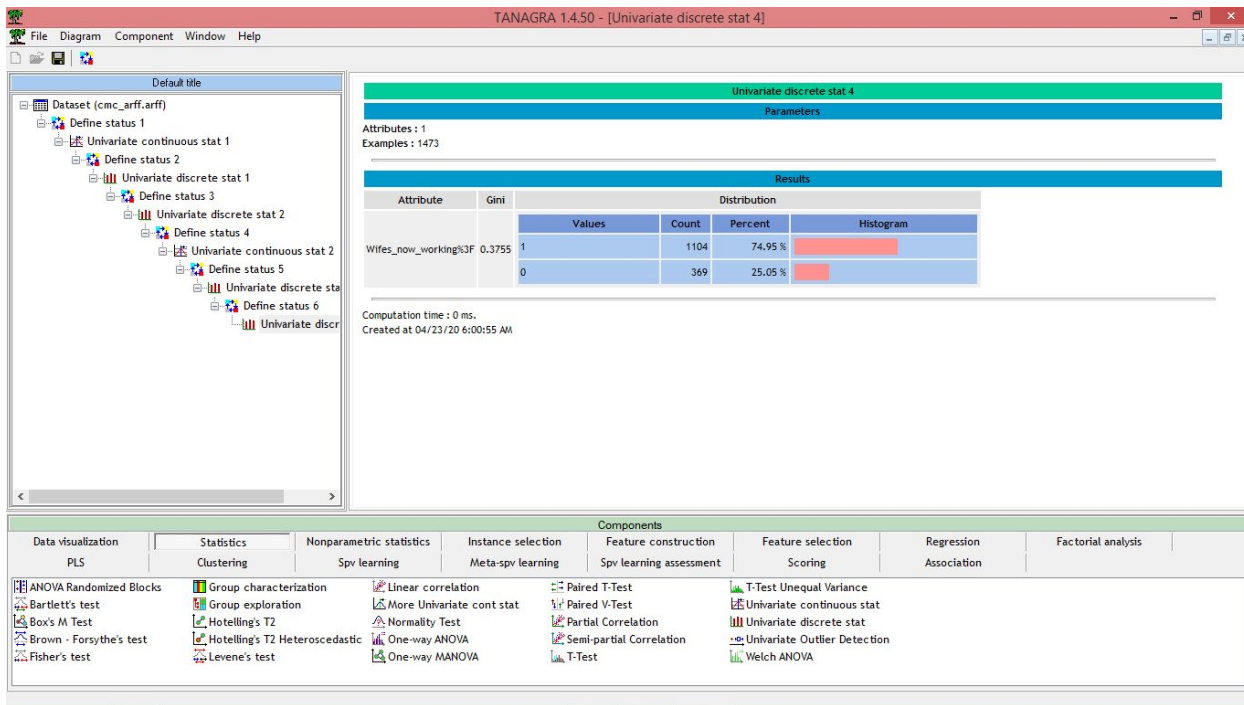 TANAGRA 1.4.50 - [Univariate discrete stat 4]
File Diagram Component Window Help
Default title
Dataset (cmc_arff.arff)
Define status 1
Univariate continuous stat 1
Define status 2
Univariate discrete stat 1
Define status 3
Univariate discrete stat 2
Define status 4
Univariate continuous stat 2
Define status 5
Univariate discrete sta
Define status 6
Univariate discr
Univariate discrete stat 4
Parameters
Attributes : 1
Examples : 1473
Results
Attribute Gini Distribution
Values Count Percent Histogram
Wifes_now_working%3F 0.3755
1 1104 74.95 %
0 369 25.05 %
Computation time : 0 ms.
Created at 04/23/20 6:00:55 AM
Components
Data visualization Statistics Nonparametric statistics Instance selection Feature construction Feature selection Regression Factorial analysis
PLS Clustering Spv learning Meta-spv learning Spv learning assessment Scoring Association
ANOVA Randomized Blocks Group characterization Linear correlation Paired T-Test T-Test Unequal Variance
Bartlett's test Group exploration More Univariate cont stat Paired V-Test Univariate continuous stat
Box's M Test Hotelling's T2 Normality Test Partial Correlation Univariate discrete stat
Brown - Forsythe's test Hotelling's T2 Heteroscedastic One-way ANOVA Semi-partial Correlation Univariate Outlier Detection
Fisher's test Levene's test One-way MANOVA T-Test Welch ANOVA